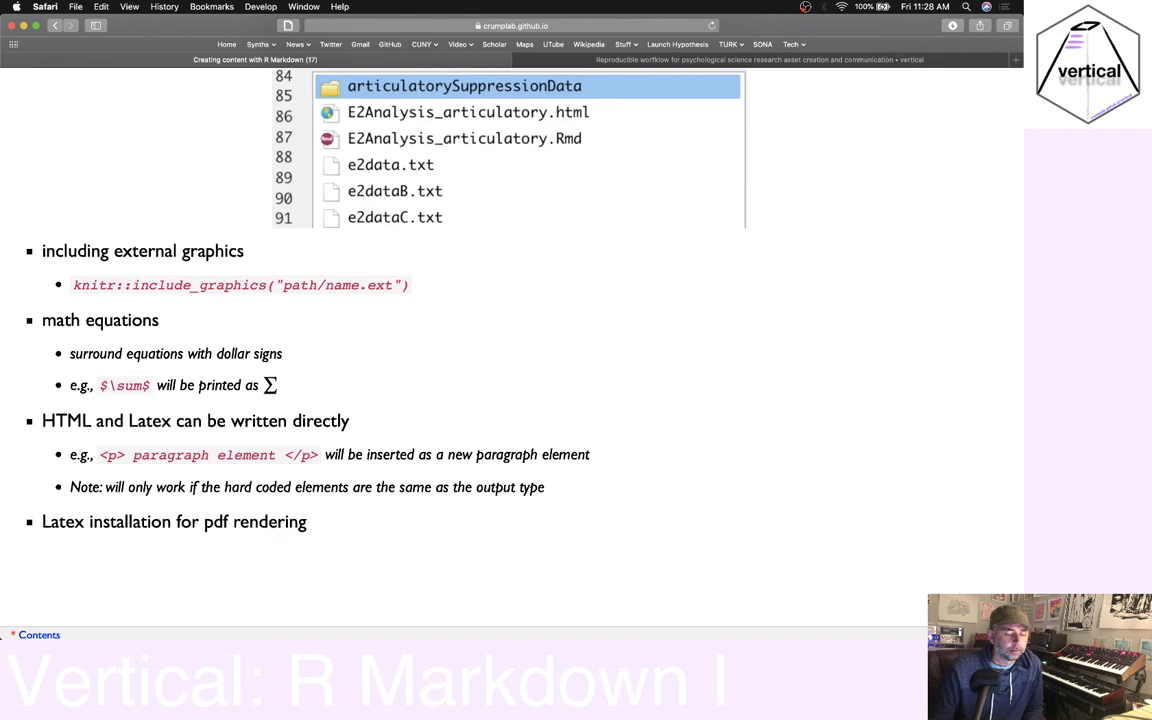 Safari File Edit View History Bookmarks Develop Window Help 100% Fri 11:28 AM
crumplab.github.io
Home Synths News Twitter Gmail GitHub CUNY Video Scholar Maps UTube Wikipedia Stuff Launch Hypothesis TURK SONA Tech
Creating content with R Markdown (17) Reproducible worfklow for psychological science research asset creation and communication • vertical
84
85
86
87
88
89
90
91
articulatorySuppressionData
E2Analysis_articulatory.html
E2Analysis_articulatory.Rmd
e2data.txt
e2dataB.txt
e2dataC.txt
including external graphics
knitr::include_graphics("path/name.ext")
math equations
surround equations with dollar signs
e.g., $\sum$ will be printed as ∑
HTML and Latex can be written directly
e.g., <p> paragraph element </p> will be inserted as a new paragraph element
Note: will only work if the hard coded elements are the same as the output type
Latex installation for pdf rendering
* Contents
vertical
Vertical: R Markdown I